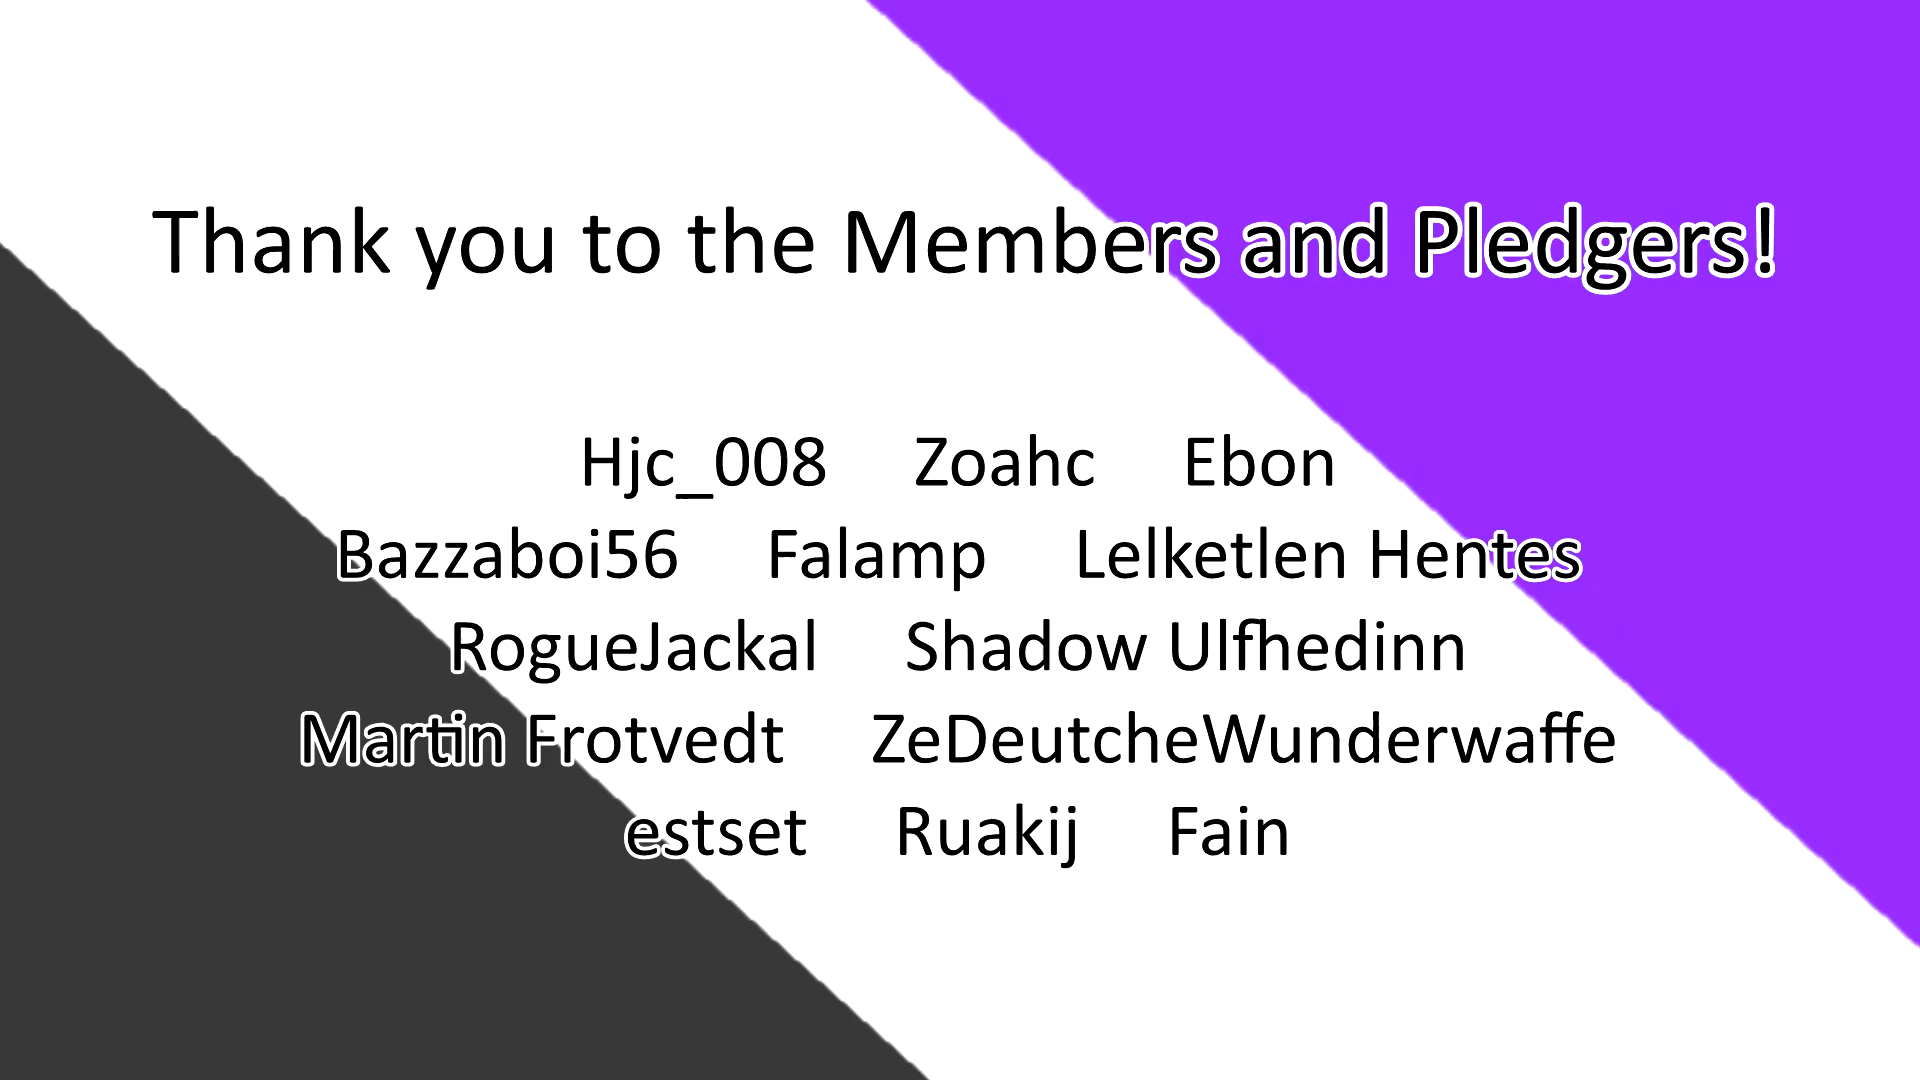 Thank you to the Members and Pledgers!
Hjc_008 Zoahc Ebon
Bazzaboi56 Falamp Lelketlen Hentes
RogueJackal Shadow Ulfhedinn
Martin Frotvedt ZeDeutcheWunderwaffe
estset Ruakij Fain